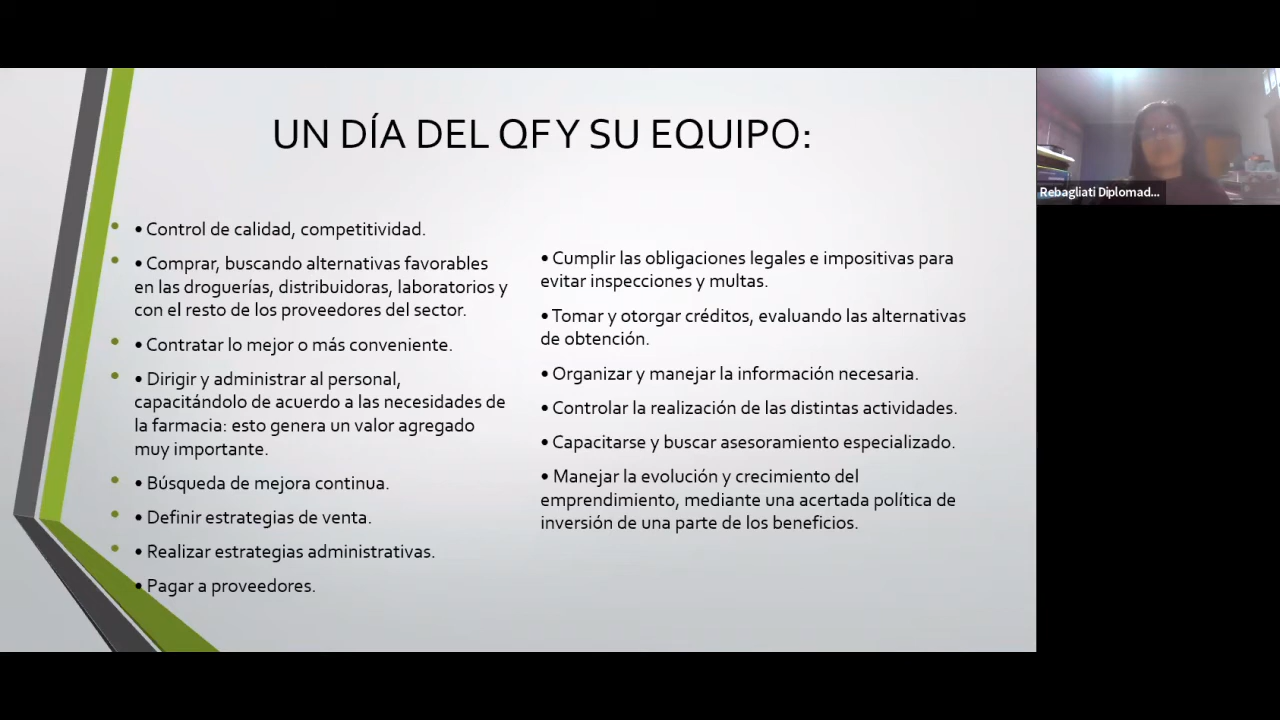 UN DÍA DEL QF Y SU EQUIPO:
• Control de calidad, competitividad.
• Comprar, buscando alternativas favorables
en las droguerías, distribuidoras, laboratorios y
con el resto de los proveedores del sector.
• Contratar lo mejor o más conveniente.
• Dirigir y administrar al personal,
capacitándolo de acuerdo a las necesidades de
la farmacia: esto genera un valor agregado
muy importante.
• Búsqueda de mejora continua.
• Definir estrategias de venta.
• Realizar estrategias administrativas.
• Pagar a proveedores.
• Cumplir las obligaciones legales e impositivas para
evitar inspecciones y multas.
• Tomar y otorgar créditos, evaluando las alternativas
de obtención.
• Organizar y manejar la información necesaria.
• Controlar la realización de las distintas actividades.
• Capacitarse y buscar asesoramiento especializado.
• Manejar la evolución y crecimiento del
emprendimiento, mediante una acertada política de
inversión de una parte de los beneficios.
Rebagliati Diplomad...